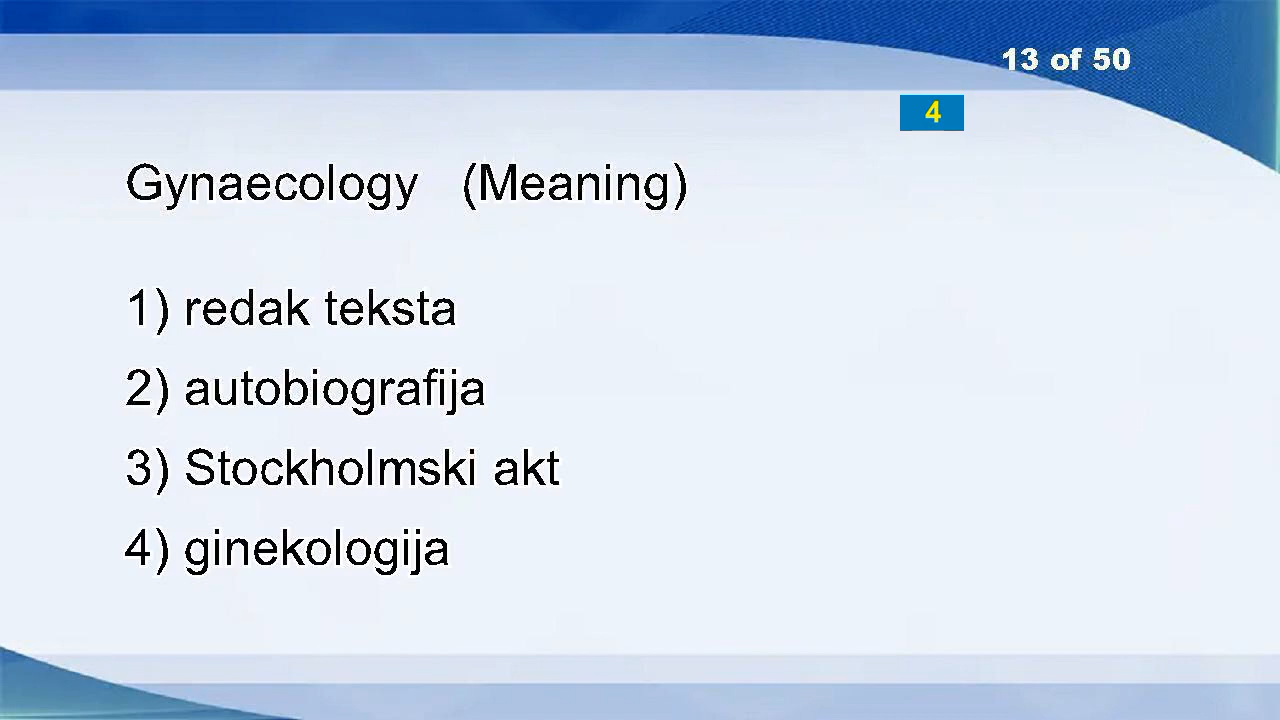 13 of 50
4
Gynaecology (Meaning)
1) redak teksta
2) autobiografija
3) Stockholmski akt
4) ginekologija